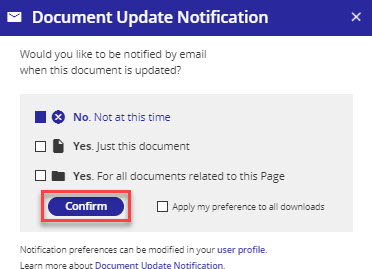 Document Update Notification
Would you like to be notified by email
when this document is updated?
No. Not at this time
Yes. Just this document
Yes. For all documents related to this Page
Confirm
Apply my preference to all downloads
Notification preferences can be modified in your user profile.
Learn more about Document Update Notification.